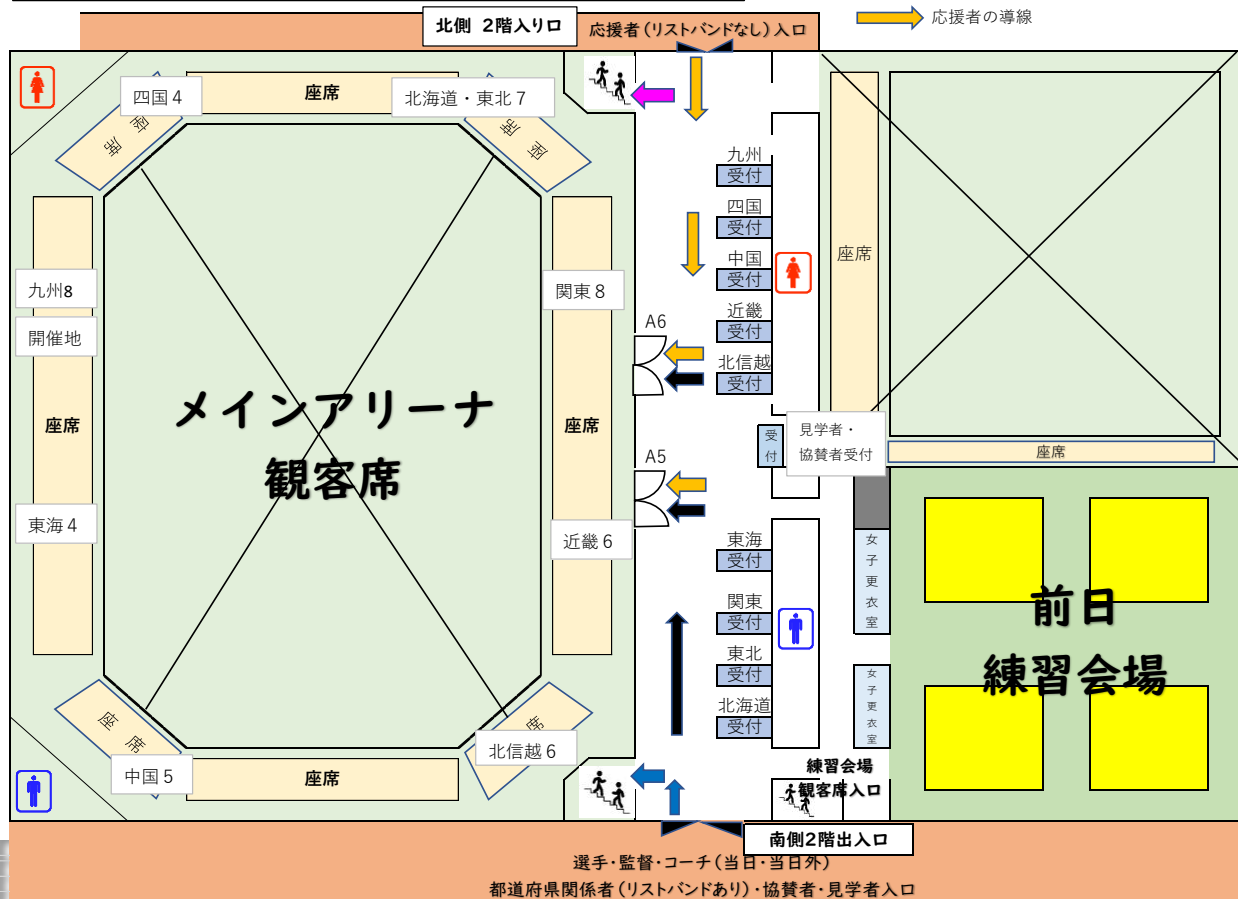 北側 2階入り口
応援者(リストバンドなし)入口
応援者の導線
四国4
座席
北海道・東北7
座席
座席
九州
受付
四国
受付
中国
受付
近畿
受付
北信越
受付
座席
九州8
開催地
関東8
A6
メインアリーナ
観客席
座席
座席
A5
受付
見学者・
協賛者受付
座席
東海4
近畿6
東海
受付
関東
受付
東北
受付
北海道
受付
女子更衣室
女子更衣室
前日
練習会場
座席
中国5
座席
席
北信越6
練習会場
観客席入口
南側2階出入口
選手・監督・コーチ(当日・当日外)
都道府県関係者(リストバンドあり)・協賛者・見学者入口